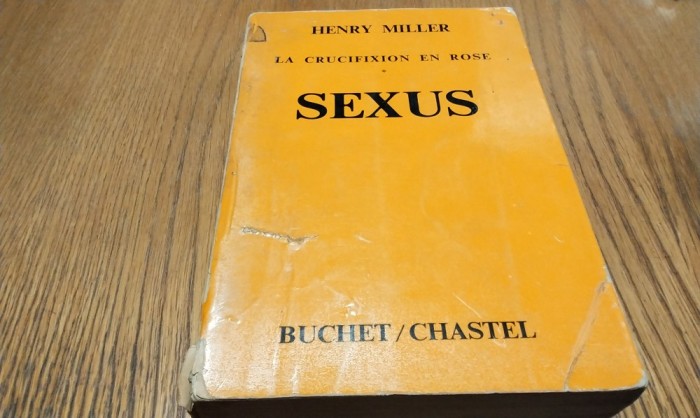 HENRY MILLER
LA CRUCIFIXION EN ROSE
SEXUS
BUCHET/CHASTEL